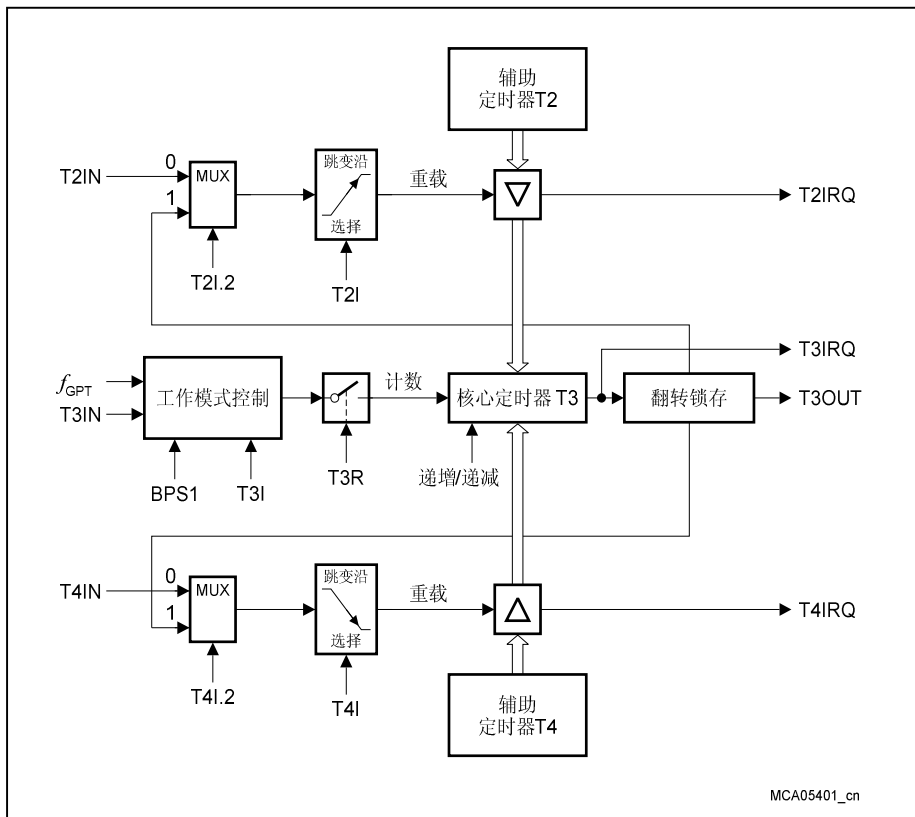 辅助
定时器T2
T2IN
0
1
MUX
跳变沿
选择
重载
T2IRQ
T2I.2
T2I
T3IRQ
fGPT
T3IN
工作模式控制
计数
核心定时器 T3
翻转锁存
T3OUT
BPS1
T3I
T3R
递增/递减
T4IN
0
1
MUX
跳变沿
选择
重载
T4IRQ
T4I.2
T4I
辅助
定时器T4
MCA05401_cn